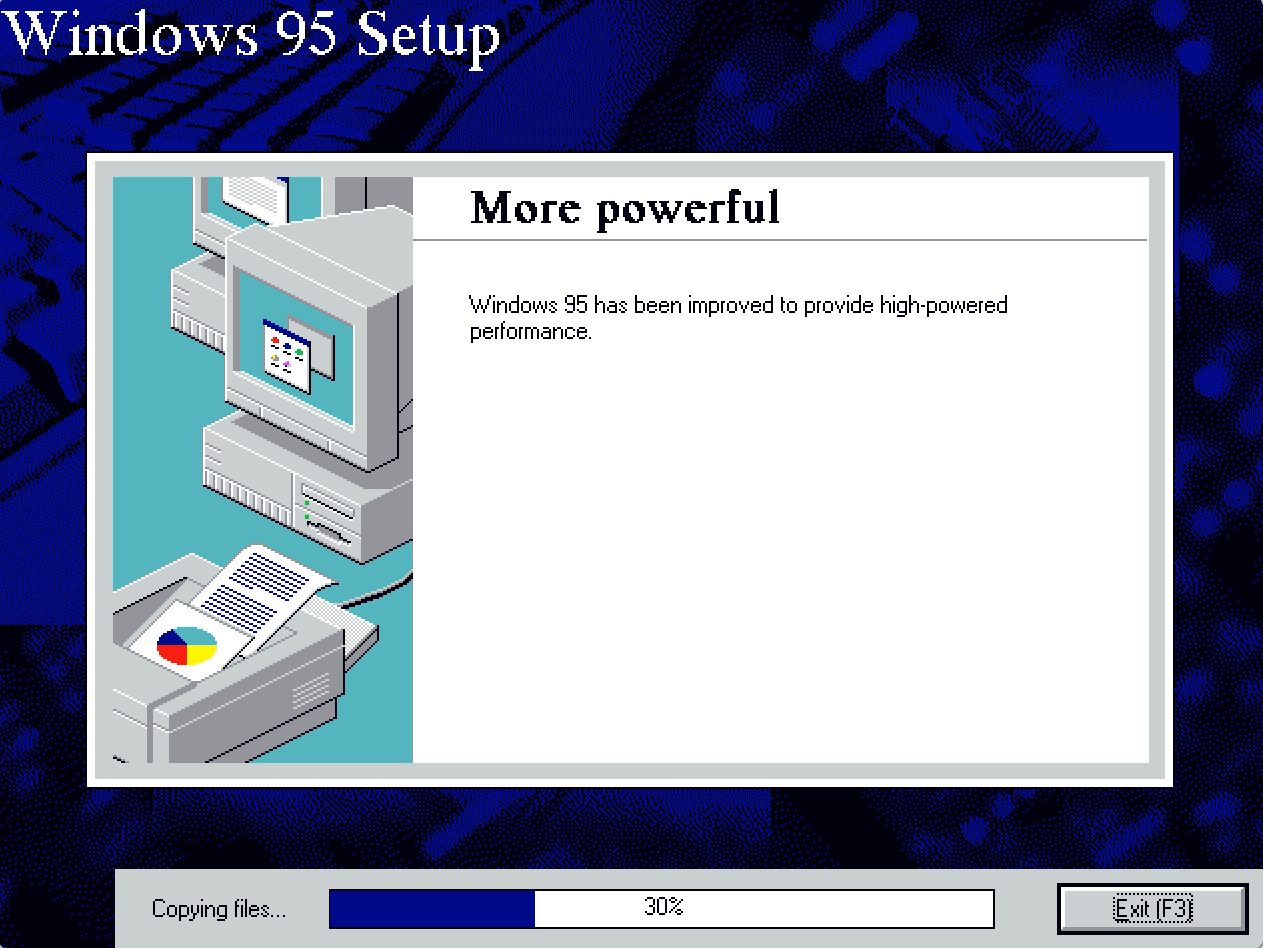 Windows 95 Setup
More powerful
Windows 95 has been improved to provide high-powered
performance.
Copying files...
30%
Exit (F3)